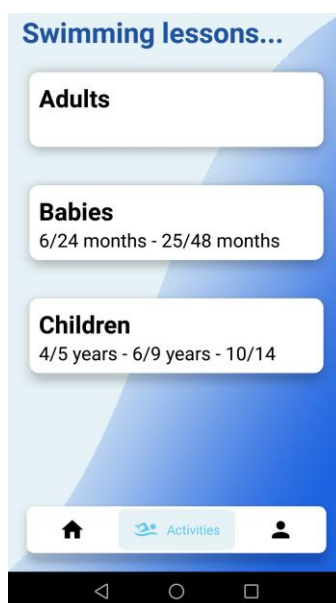 Swimming lessons...
Adults
Babies
6/24 months - 25/48 months
Children
4/5 years - 6/9 years - 10/14
Activities